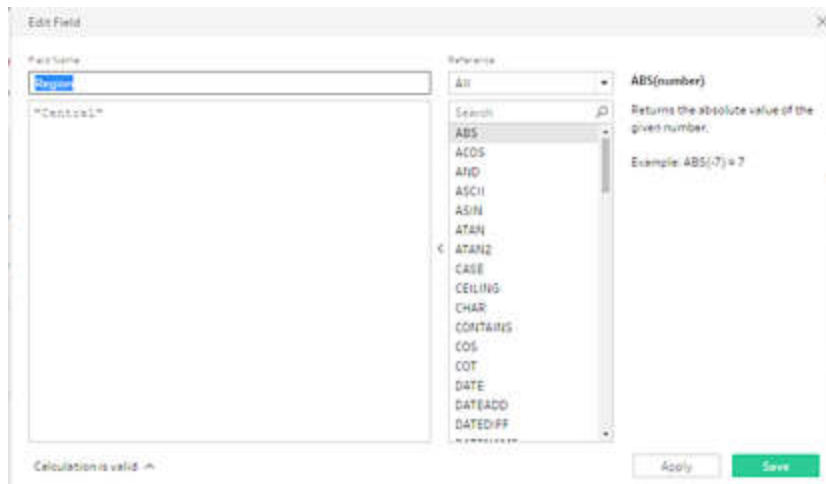 Edit Field
Field Name
Region
"Central"
Reference
All
Search
ABS
ACOS
AND
ASCII
ASIN
ATAN
ATAN2
CASE
CEILING
CHAR
CONTAINS
COS
COT
DATE
DATEADD
DATEDIFF
ABS(number)
Returns the absolute value of the
given number.
Example: ABS(-7) = 7
Calculation is valid
Apply
Save